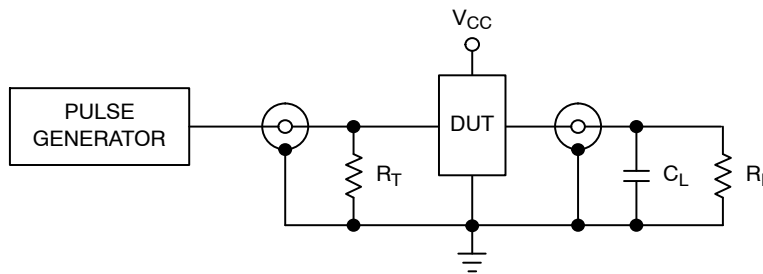 VCC
PULSE
GENERATOR
DUT
RT
CL
R